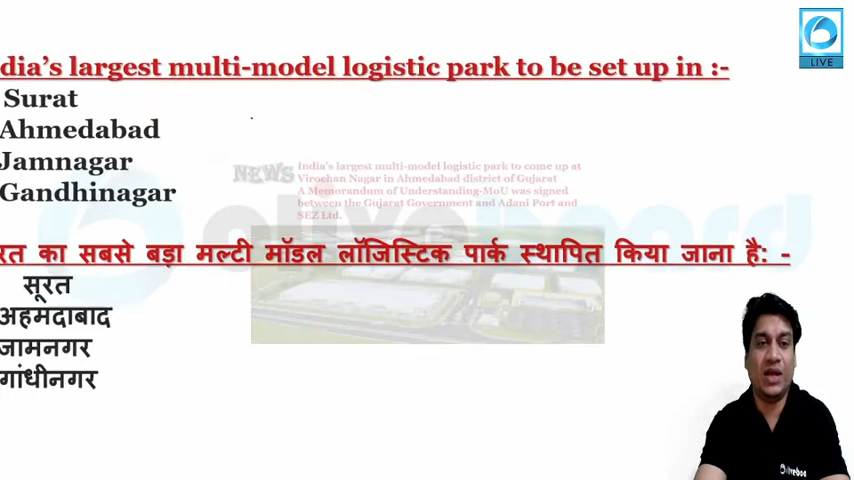 dia's largest multi-model logistic park to be set up in :-
Surat
Ahmedabad
Jamnagar
Gandhinagar
NEWS
India's largest multi-model logistic park to come up at
Virochan Nagar in Ahmedabad district of Gujarat
A Memorandum of Understanding-MoU was signed
between the Gujarat Government and Adani Port and
SEZ Ltd.
oliveboard
रत का सबसे बड़ा मल्टी मॉडल लॉजिस्टिक पार्क स्थापित किया जाना है: -
सूरत
अहमदाबाद
जामनगर
गांधीनगर
LIVE